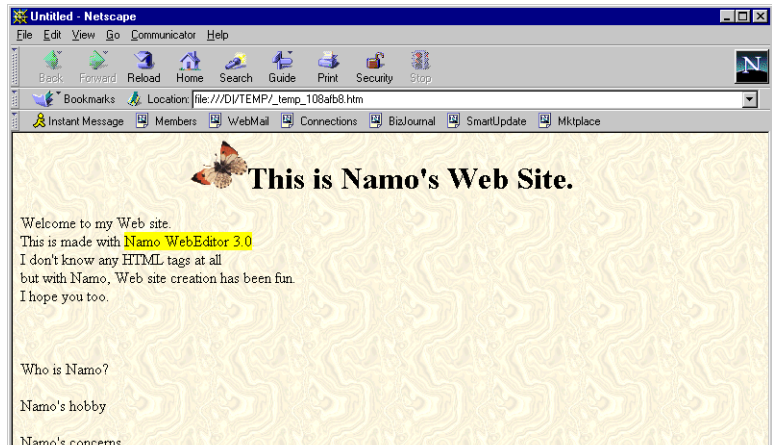 Untitled - Netscape
File Edit View Go Communicator Help
Back Forward Reload Home Search Guide Print Security Stop
N
Bookmarks Location: file:///D|/TEMP/_temp_108afb8.htm
Instant Message Members WebMail Connections BizJournal SmartUpdate Mktplace
This is Namo's Web Site.
Welcome to my Web site.
This is made with Namo WebEditor 3.0
I don't know any HTML tags at all
but with Namo, Web site creation has been fun.
I hope you too.
Who is Namo?
Namo's hobby
Namo's concerns